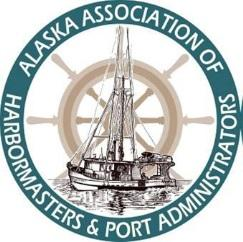 ALASKA ASSOCIATION OF
HARBORMASTERS & PORT ADMINISTRATORS